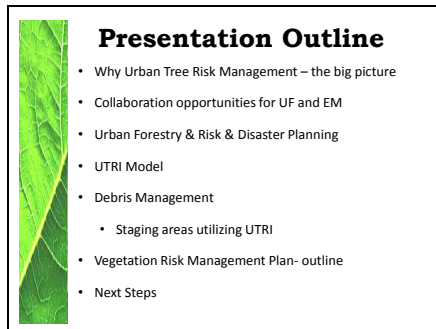 Presentation Outline
• Why Urban Tree Risk Management – the big picture
• Collaboration opportunities for UF and EM
• Urban Forestry & Risk & Disaster Planning
• UTRI Model
• Debris Management
• Staging areas utilizing UTRI
• Vegetation Risk Management Plan- outline
• Next Steps